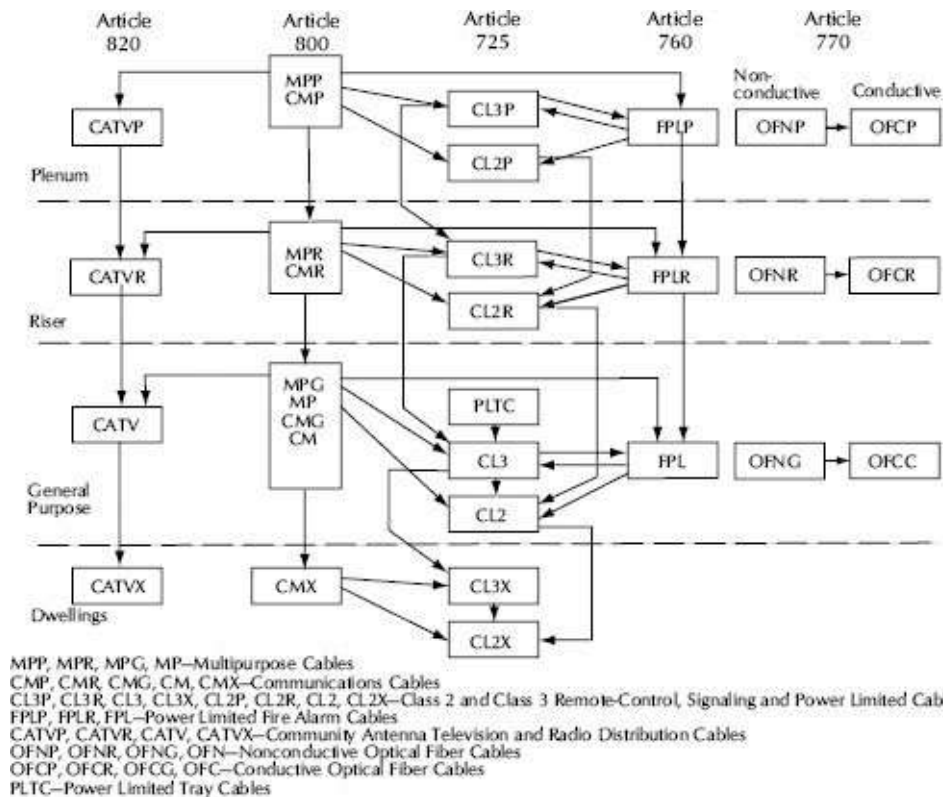 Article 820
Article 800
Article 725
Article 760
Article 770
MPP
CMP
Non-
conductive
Conductive
CATVP
CL3P
FPLP
OFNP
OFCP
CL2P
Plenum
MPR
CMR
CATVR
CL3R
FPLR
OFNR
OFCR
CL2R
Riser
MPG
MP
CMG
CM
PLTC
CATV
CL3
FPL
OFNG
OFCC
General
Purpose
CL2
CATVX
CMX
CL3X
Dwellings
CL2X
MPP, MPR, MPG, MP—Multipurpose Cables
CMP, CMR, CMG, CM, CMX—Communications Cables
CL3P, CL3R, CL3, CL3X, CL2P, CL2R, CL2, CL2X—Class 2 and Class 3 Remote-Control, Signaling and Power Limited Cab
FPLP, FPLR, FPL—Power Limited Fire Alarm Cables
CATVP, CATVR, CATV, CATVX—Community Antenna Television and Radio Distribution Cables
OFNP, OFNR, OFNG, OFN—Nonconductive Optical Fiber Cables
OFCP, OFCR, OFCG, OFC—Conductive Optical Fiber Cables
PLTC—Power Limited Tray Cables